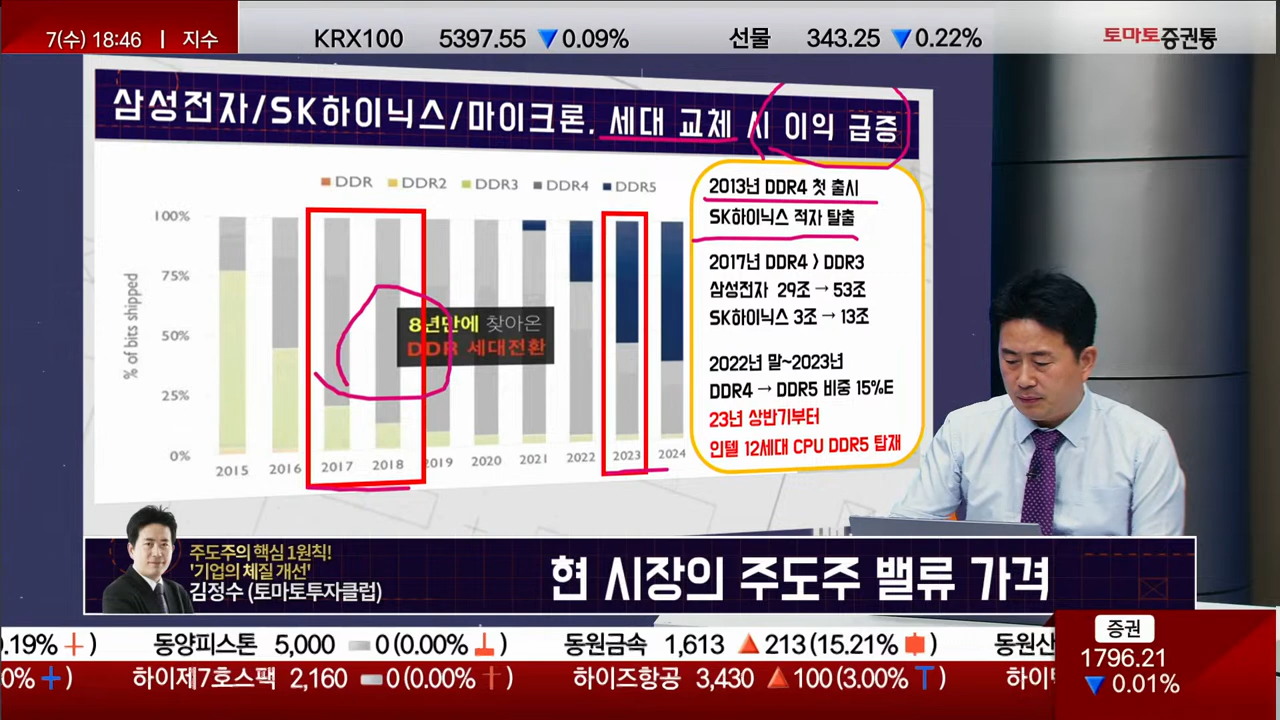 7(수) 18:46 | 지수
KRX100 5397.55 ▼0.09% 선물 343.25 ▼0.22%
토마토증권통
삼성전자/SK하이닉스/마이크론, 세대 교체 시 이익 급증
DDR DDR2 DDR3 DDR4 DDR5
100%
75%
50%
25%
0%
% of bits shipped
2015 2016 2017 2018 2019 2020 2021 2022 2023 2024
8년만에 찾아온
DDR 세대전환
2013년 DDR4 첫 출시
SK하이닉스 적자 탈출
2017년 DDR4 > DDR3
삼성전자 29조 → 53조
SK하이닉스 3조 → 13조
2022년 말~2023년
DDR4 → DDR5 비중 15%E
23년 상반기부터
인텔 12세대 CPU DDR5 탑재
주도주의 핵심 1원칙!
'기업의 체질 개선'
김정수 (토마토투자클럽)
현 시장의 주도주 밸류 가격
0.19% + ) 동양피스톤 5,000 0(0.00% ) 동원금속 1,613 ▲213(15.21% ) 동원산
0% + ) 하이제7호스팩 2,160 0(0.00% ) 하이즈항공 3,430 ▲100(3.00% ) 하이
증권
1796.21
▼0.01%